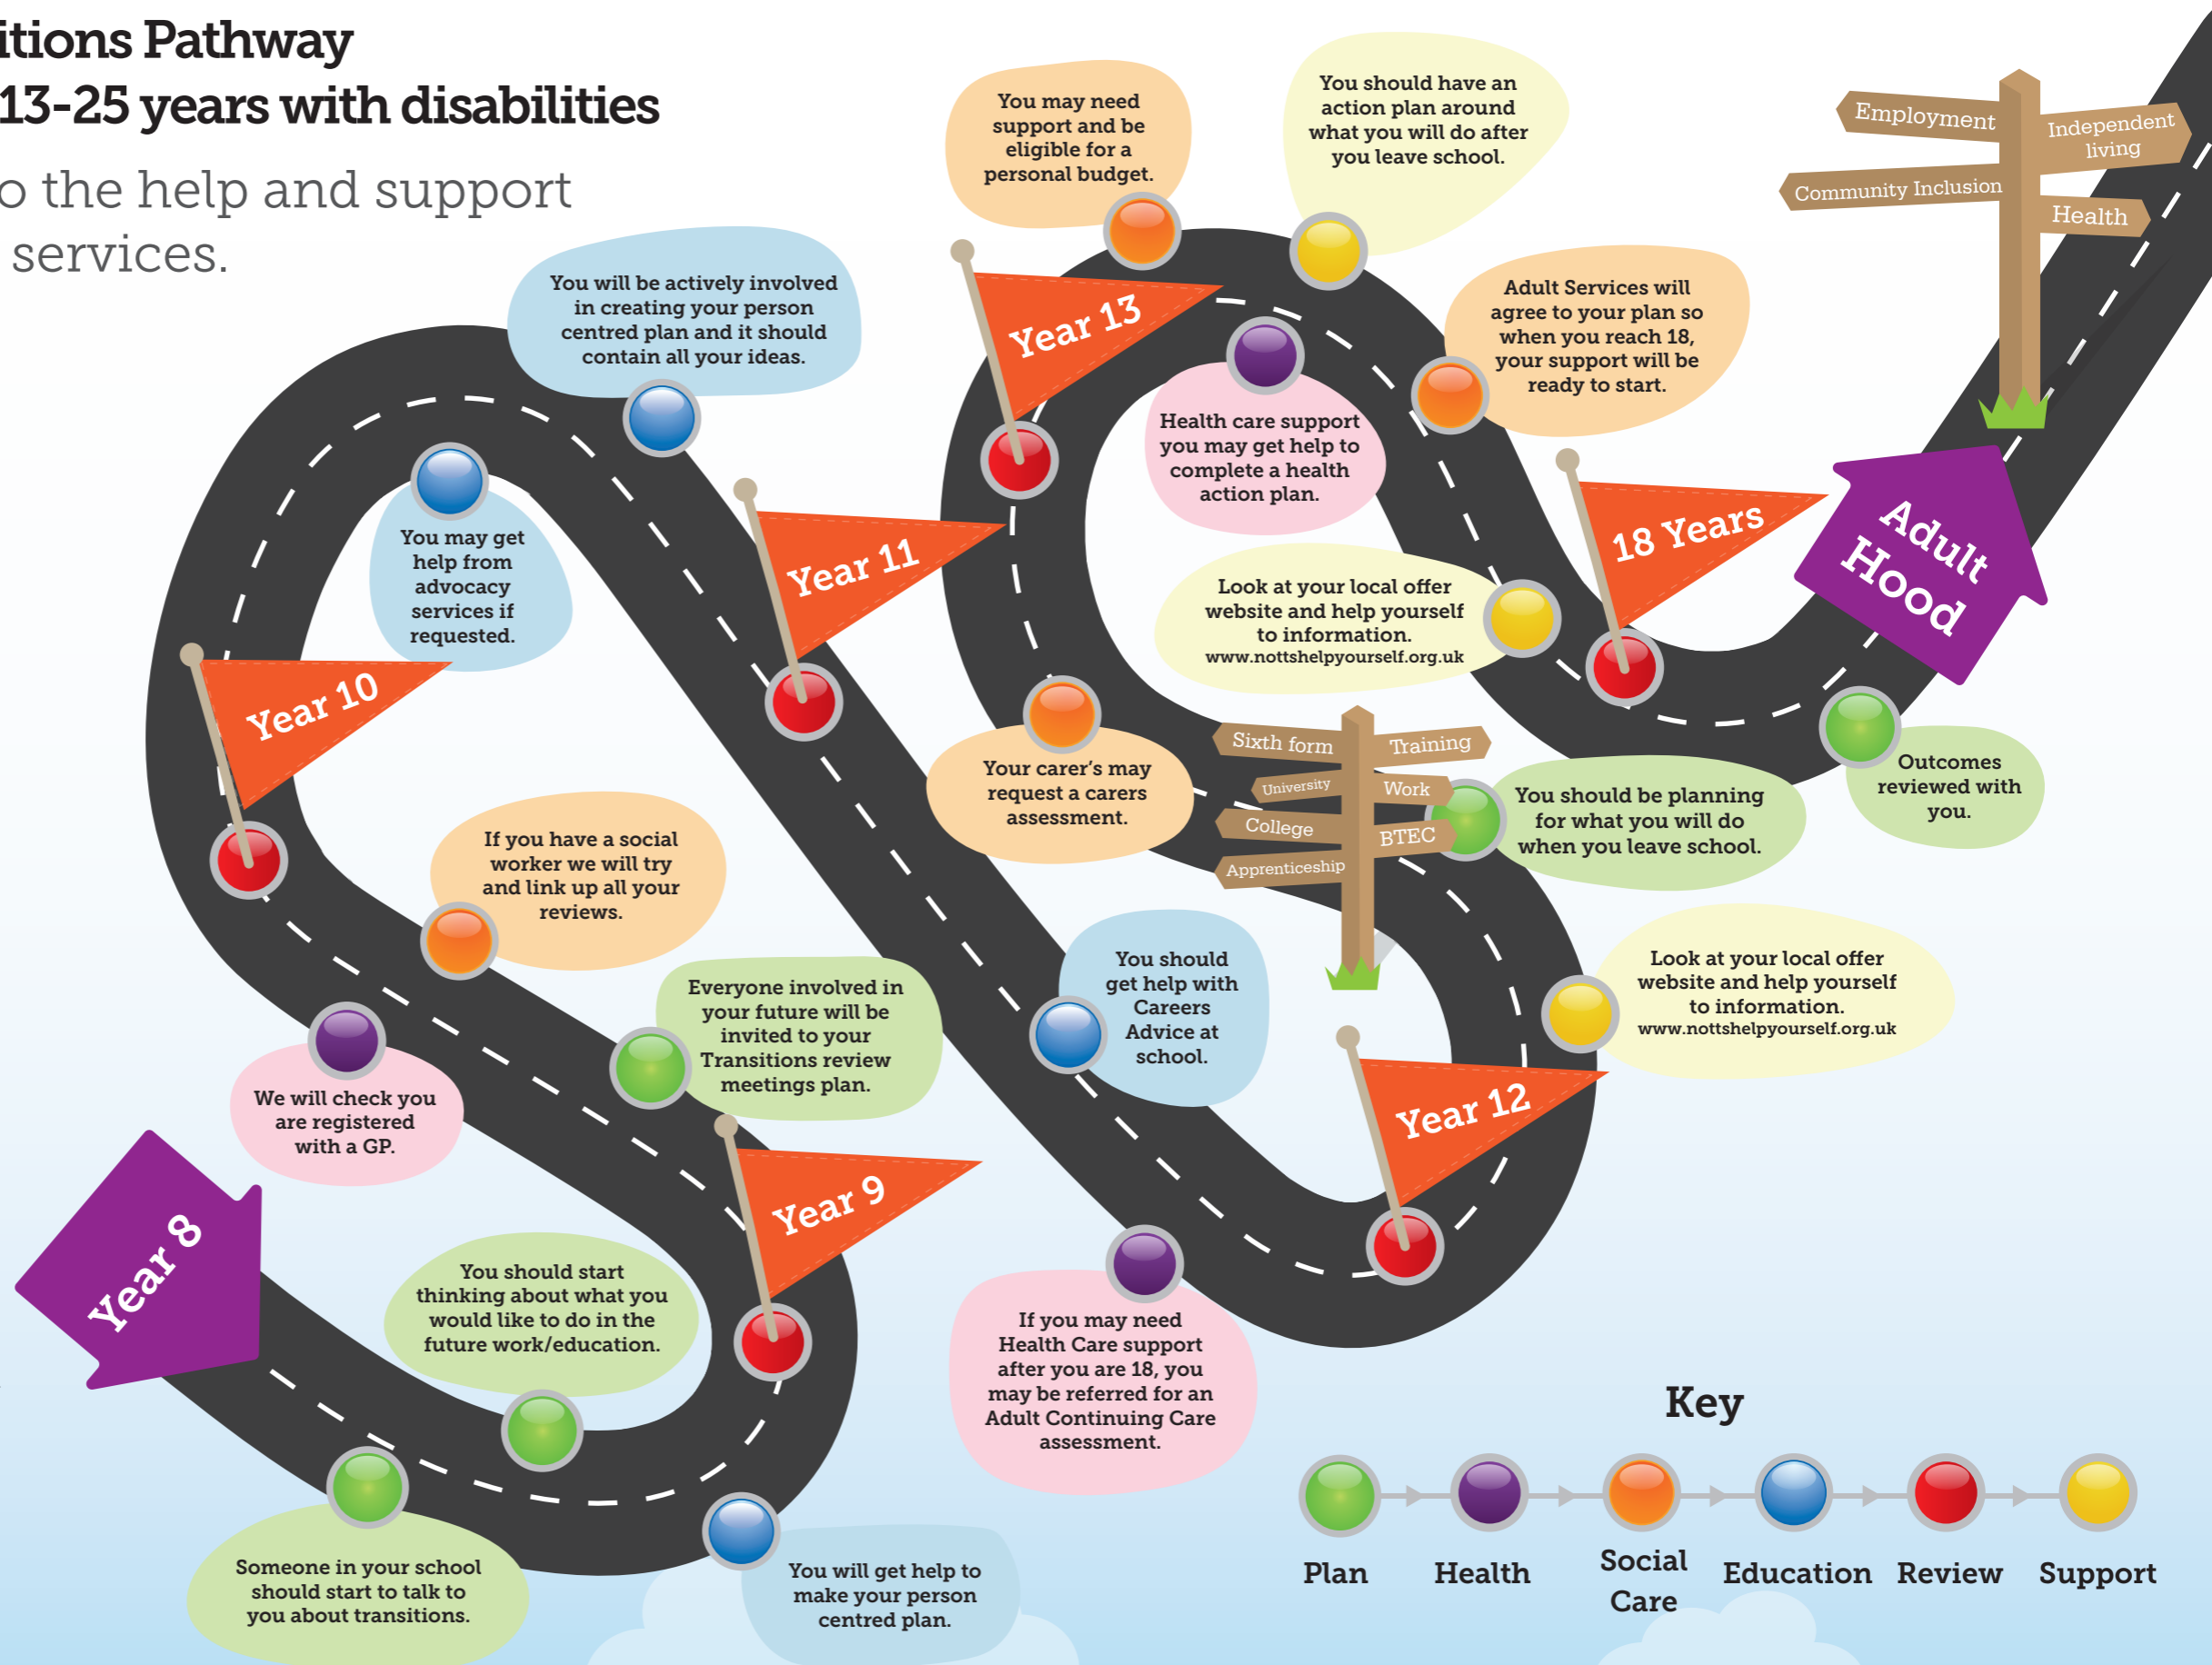 itions Pathway
13-25 years with disabilities
o the help and support
services.
Year 8
Someone in your school
should start to talk to
you about transitions.
You should start
thinking about what you
would like to do in the
future work/education.
You will get help to
make your person
centred plan.
Year 9
Everyone involved in
your future will be
invited to your
Transitions review
meetings plan.
If you have a social
worker we will try
and link up all your
reviews.
We will check you
are registered
with a GP.
Year 10
You may get
help from
advocacy
services if
requested.
You will be actively involved
in creating your person
centred plan and it should
contain all your ideas.
Year 11
You should
get help with
Careers
Advice at
school.
If you may need
Health Care support
after you are 18, you
may be referred for an
Adult Continuing Care
assessment.
Year 12
Look at your local offer
website and help yourself
to information.
www.nottshelpyourself.org.uk
You should be planning
for what you will do
when you leave school.
Sixth form
Training
University
Work
College
BTEC
Apprenticeship
Your carer's may
request a carers
assessment.
Year 13
You may need
support and be
eligible for a
personal budget.
Health care support
you may get help to
complete a health
action plan.
You should have an
action plan around
what you will do after
you leave school.
Adult Services will
agree to your plan so
when you reach 18,
your support will be
ready to start.
Look at your local offer
website and help yourself
to information.
www.nottshelpyourself.org.uk
18 Years
Outcomes
reviewed with
you.
Adult
Hood
Employment
Independent
living
Community Inclusion
Health
Key
Plan
Health
Social
Care
Education
Review
Support